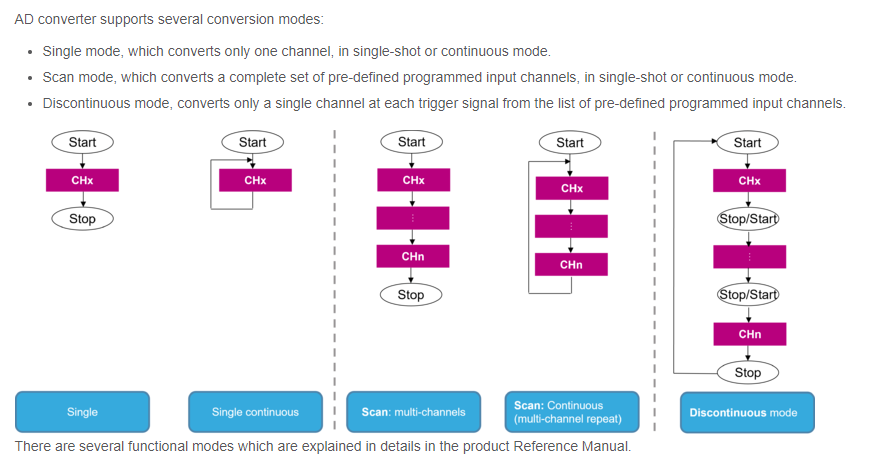 AD converter supports several conversion modes:
• Single mode, which converts only one channel, in single-shot or continuous mode.
• Scan mode, which converts a complete set of pre-defined programmed input channels, in single-shot or continuous mode.
• Discontinuous mode, converts only a single channel at each trigger signal from the list of pre-defined programmed input channels.
Start
CHx
Stop
Single
Start
CHx
Single continuous
Start
CHx
⋮
CHn
Stop
Scan: multi-channels
Start
CHx
⋮
CHn
Scan: Continuous
(multi-channel repeat)
Start
CHx
Stop/Start
⋮
Stop/Start
CHn
Stop
Discontinuous mode
There are several functional modes which are explained in details in the product Reference Manual.